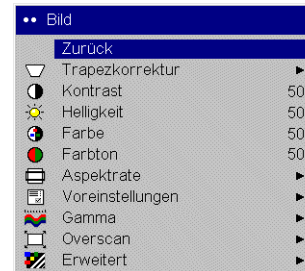 •• Bild
Zurück
Trapezkorrektur
Kontrast 50
Helligkeit 50
Farbe 50
Farbton 50
Aspektrate
Voreinstellungen
Gamma
Overscan
Erweitert